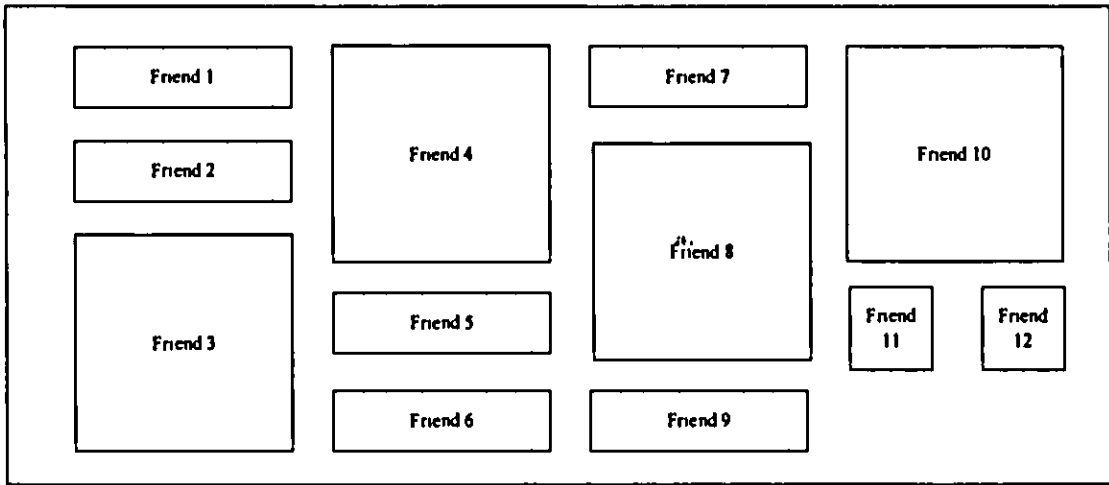 Friend 1
Friend 2
Friend 3
Friend 4
Friend 5
Friend 6
Friend 7
Friend 8
Friend 9
Friend 10
Friend
11
Friend
12